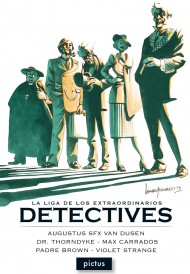 LA LIGA DE LOS EXTRAORDINARIOS
DETECTIVES
AUGUSTUS SFX VAN DUSEN
DR. THORNDYKE - MAX CARRADOS
PADRE BROWN - VIOLET STRANGE
pictus